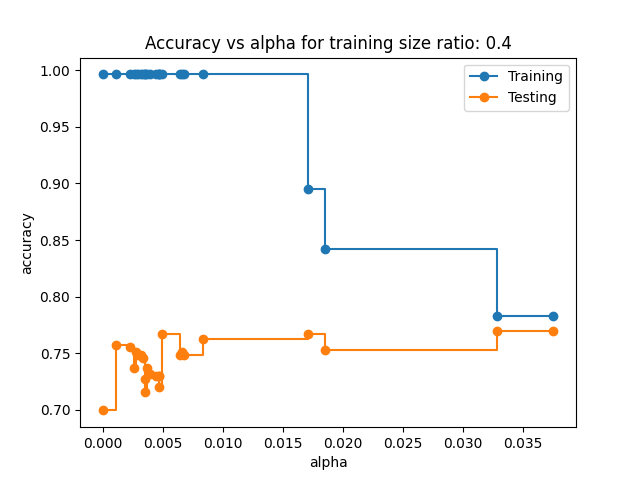 Accuracy vs alpha for training size ratio: 0.4
Training
Testing
1.00
0.95
0.90
0.85
0.80
0.75
0.70
accuracy
0.000 0.005 0.010 0.015 0.020 0.025 0.030 0.035
alpha